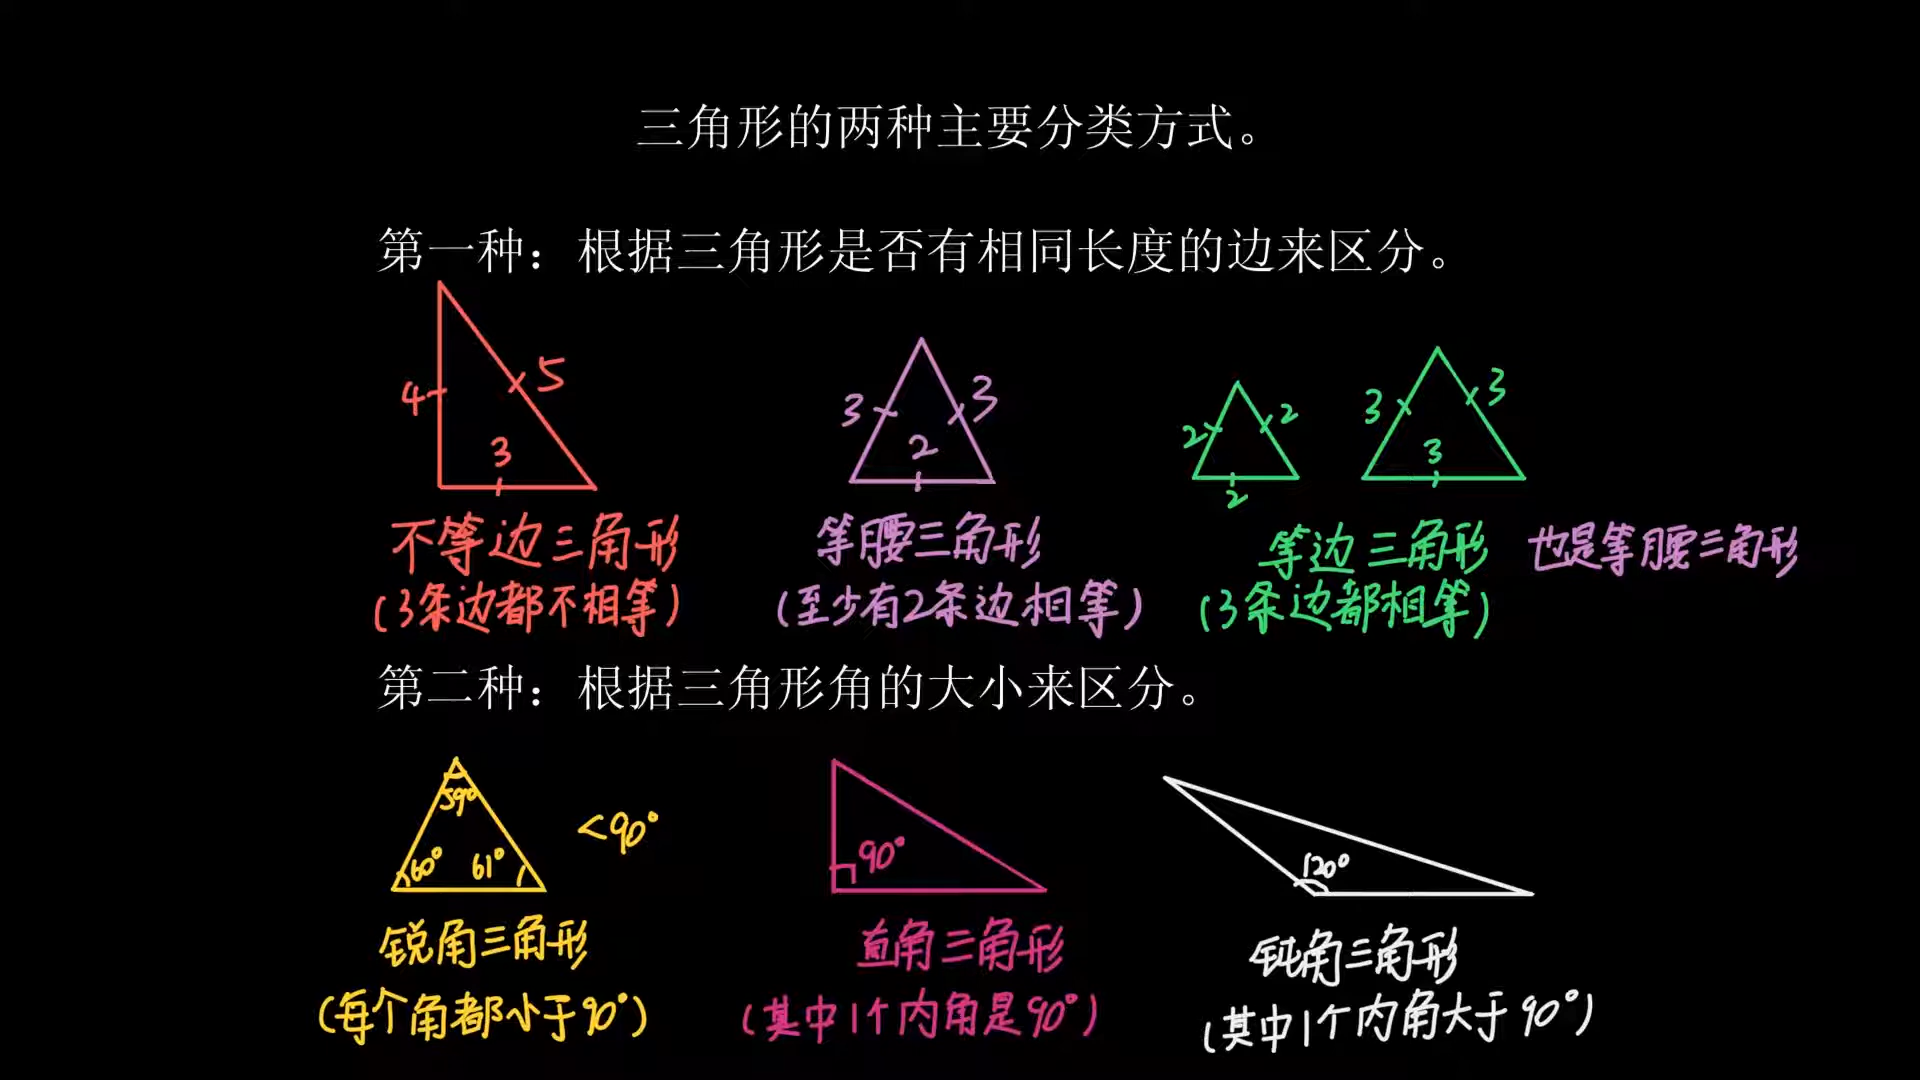 三角形的两种主要分类方式。
第一种：根据三角形是否有相同长度的边来区分。
4 5 3
3 3 2
2 2 2
3 3 3
不等边三角形 等腰三角形 等边三角形 也是等腰三角形
(3条边都不相等) (至少有2条边相等) (3条边都相等)
第二种：根据三角形角的大小来区分。
59° 60° 61° <90°
90°
120°
锐角三角形 直角三角形 钝角三角形
(每个角都小于90°) (其中1个内角是90°) (其中1个内角大于90°)